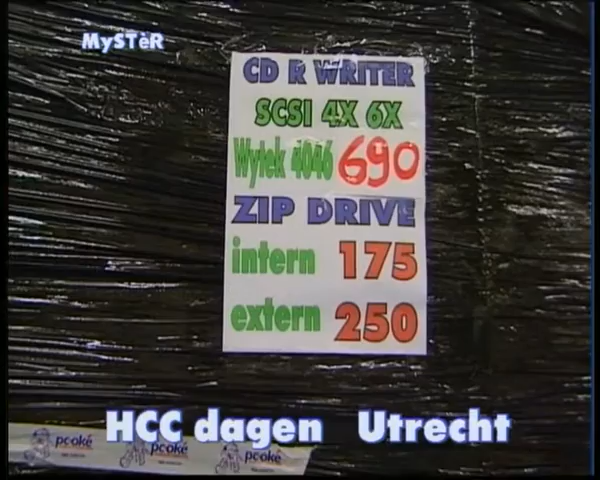 MySTèR
CD R WRITER
SCSI 4X 6X
Wytek 4046 690
ZIP DRIVE
intern 175
extern 250
HCC dagen Utrecht
pcoké pcoké pcoké